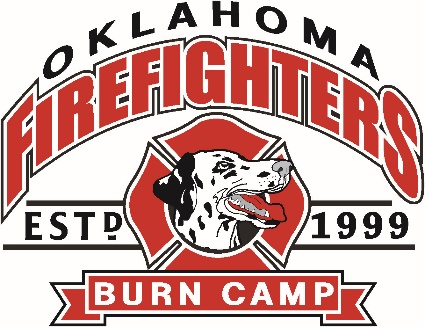 OKLAHOMA
FIREFIGHTERS
ESTD. 1999
BURN CAMP